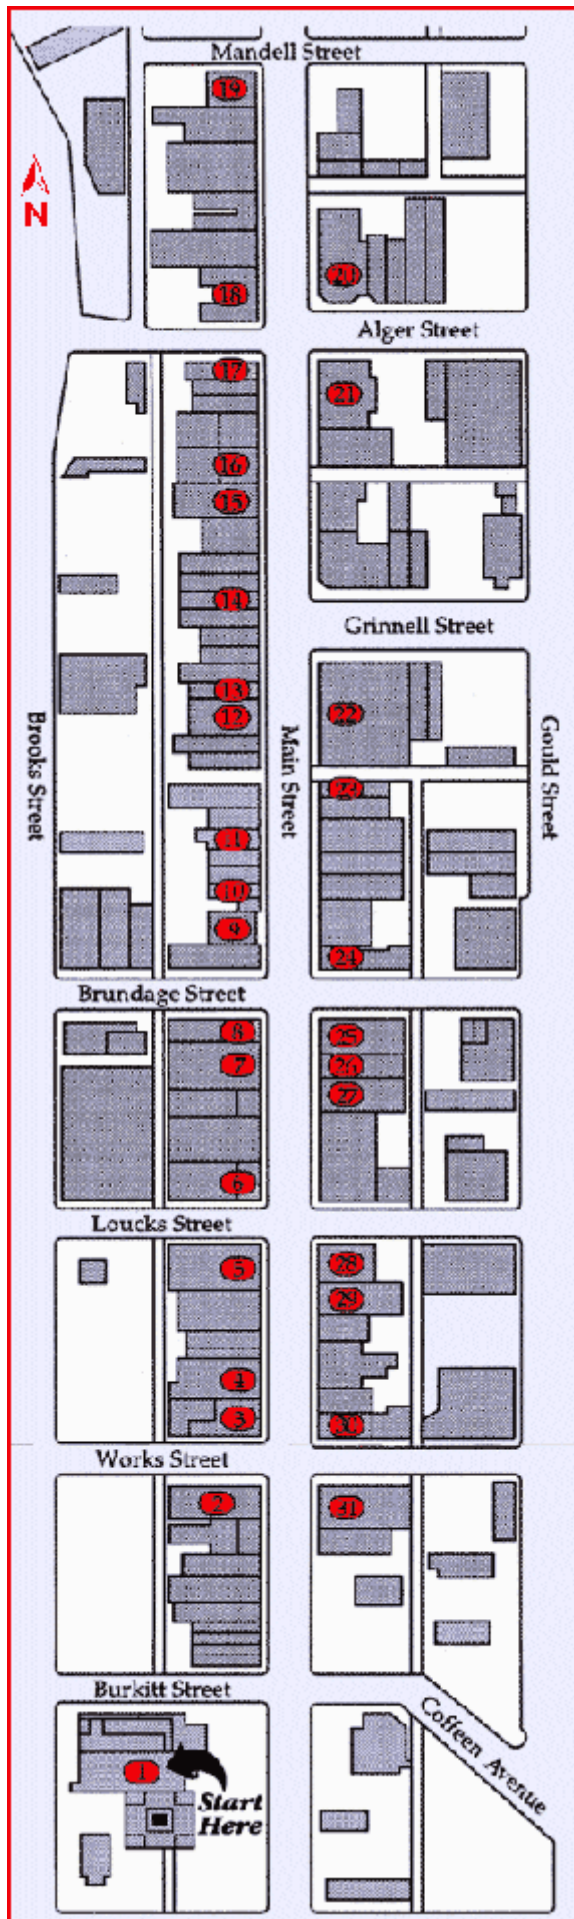 Mandell Street
19
N
18
20
Alger Street
17
21
16
15
14
Grinnell Street
13
12
22
Brooks Street
Main Street
Gould Street
23
11
10
9
24
Brundage Street
8
25
7
26
27
6
Loucks Street
5
28
29
4
3
30
Works Street
2
31
Burkitt Street
Coffeen Avenue
1
Start
Here